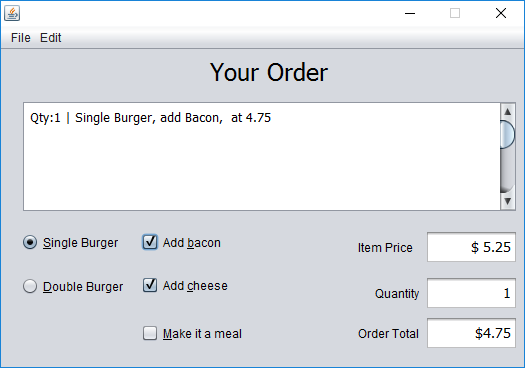 File Edit
Your Order
Qty:1 | Single Burger, add Bacon,  at 4.75
Single Burger
Add bacon
Item Price
$ 5.25
Double Burger
Add cheese
Quantity
1
Make it a meal
Order Total
$4.75